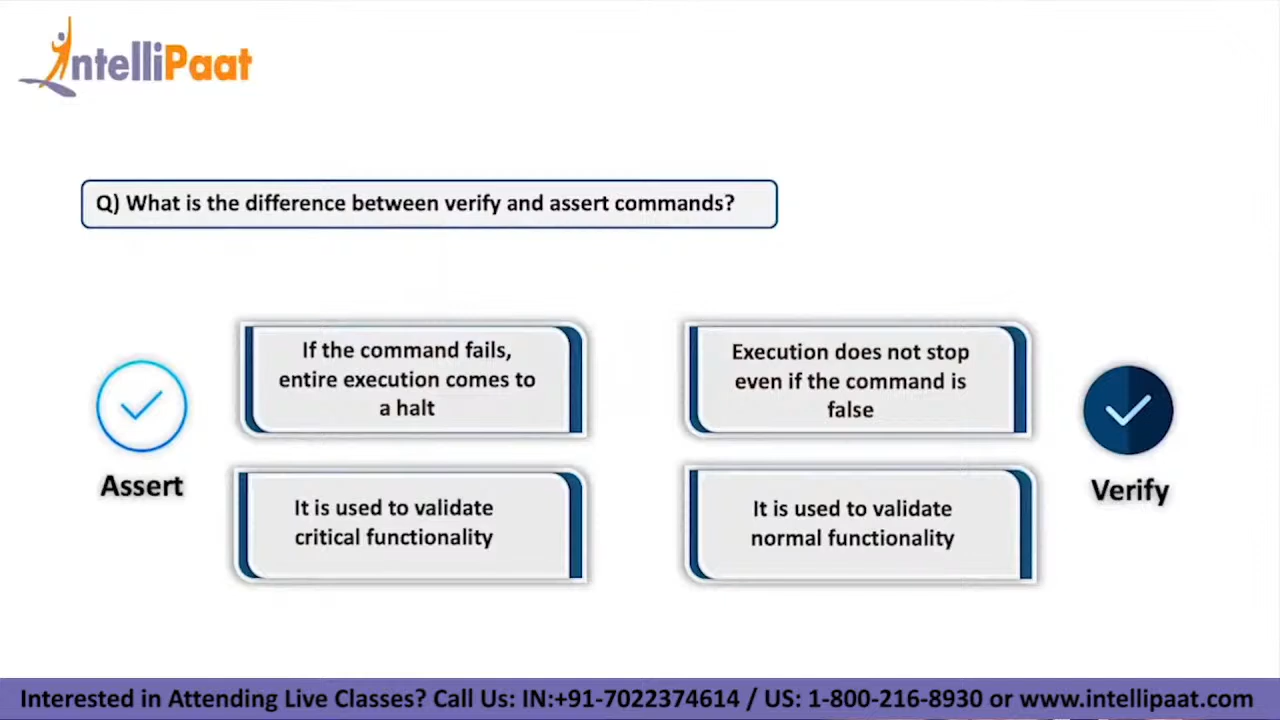 IntelliPaat
Q) What is the difference between verify and assert commands?
If the command fails,
entire execution comes to
a halt
Execution does not stop
even if the command is
false
Assert
Verify
It is used to validate
critical functionality
It is used to validate
normal functionality
Interested in Attending Live Classes? Call Us: IN:+91-7022374614 / US: 1-800-216-8930 or www.intellipaat.com